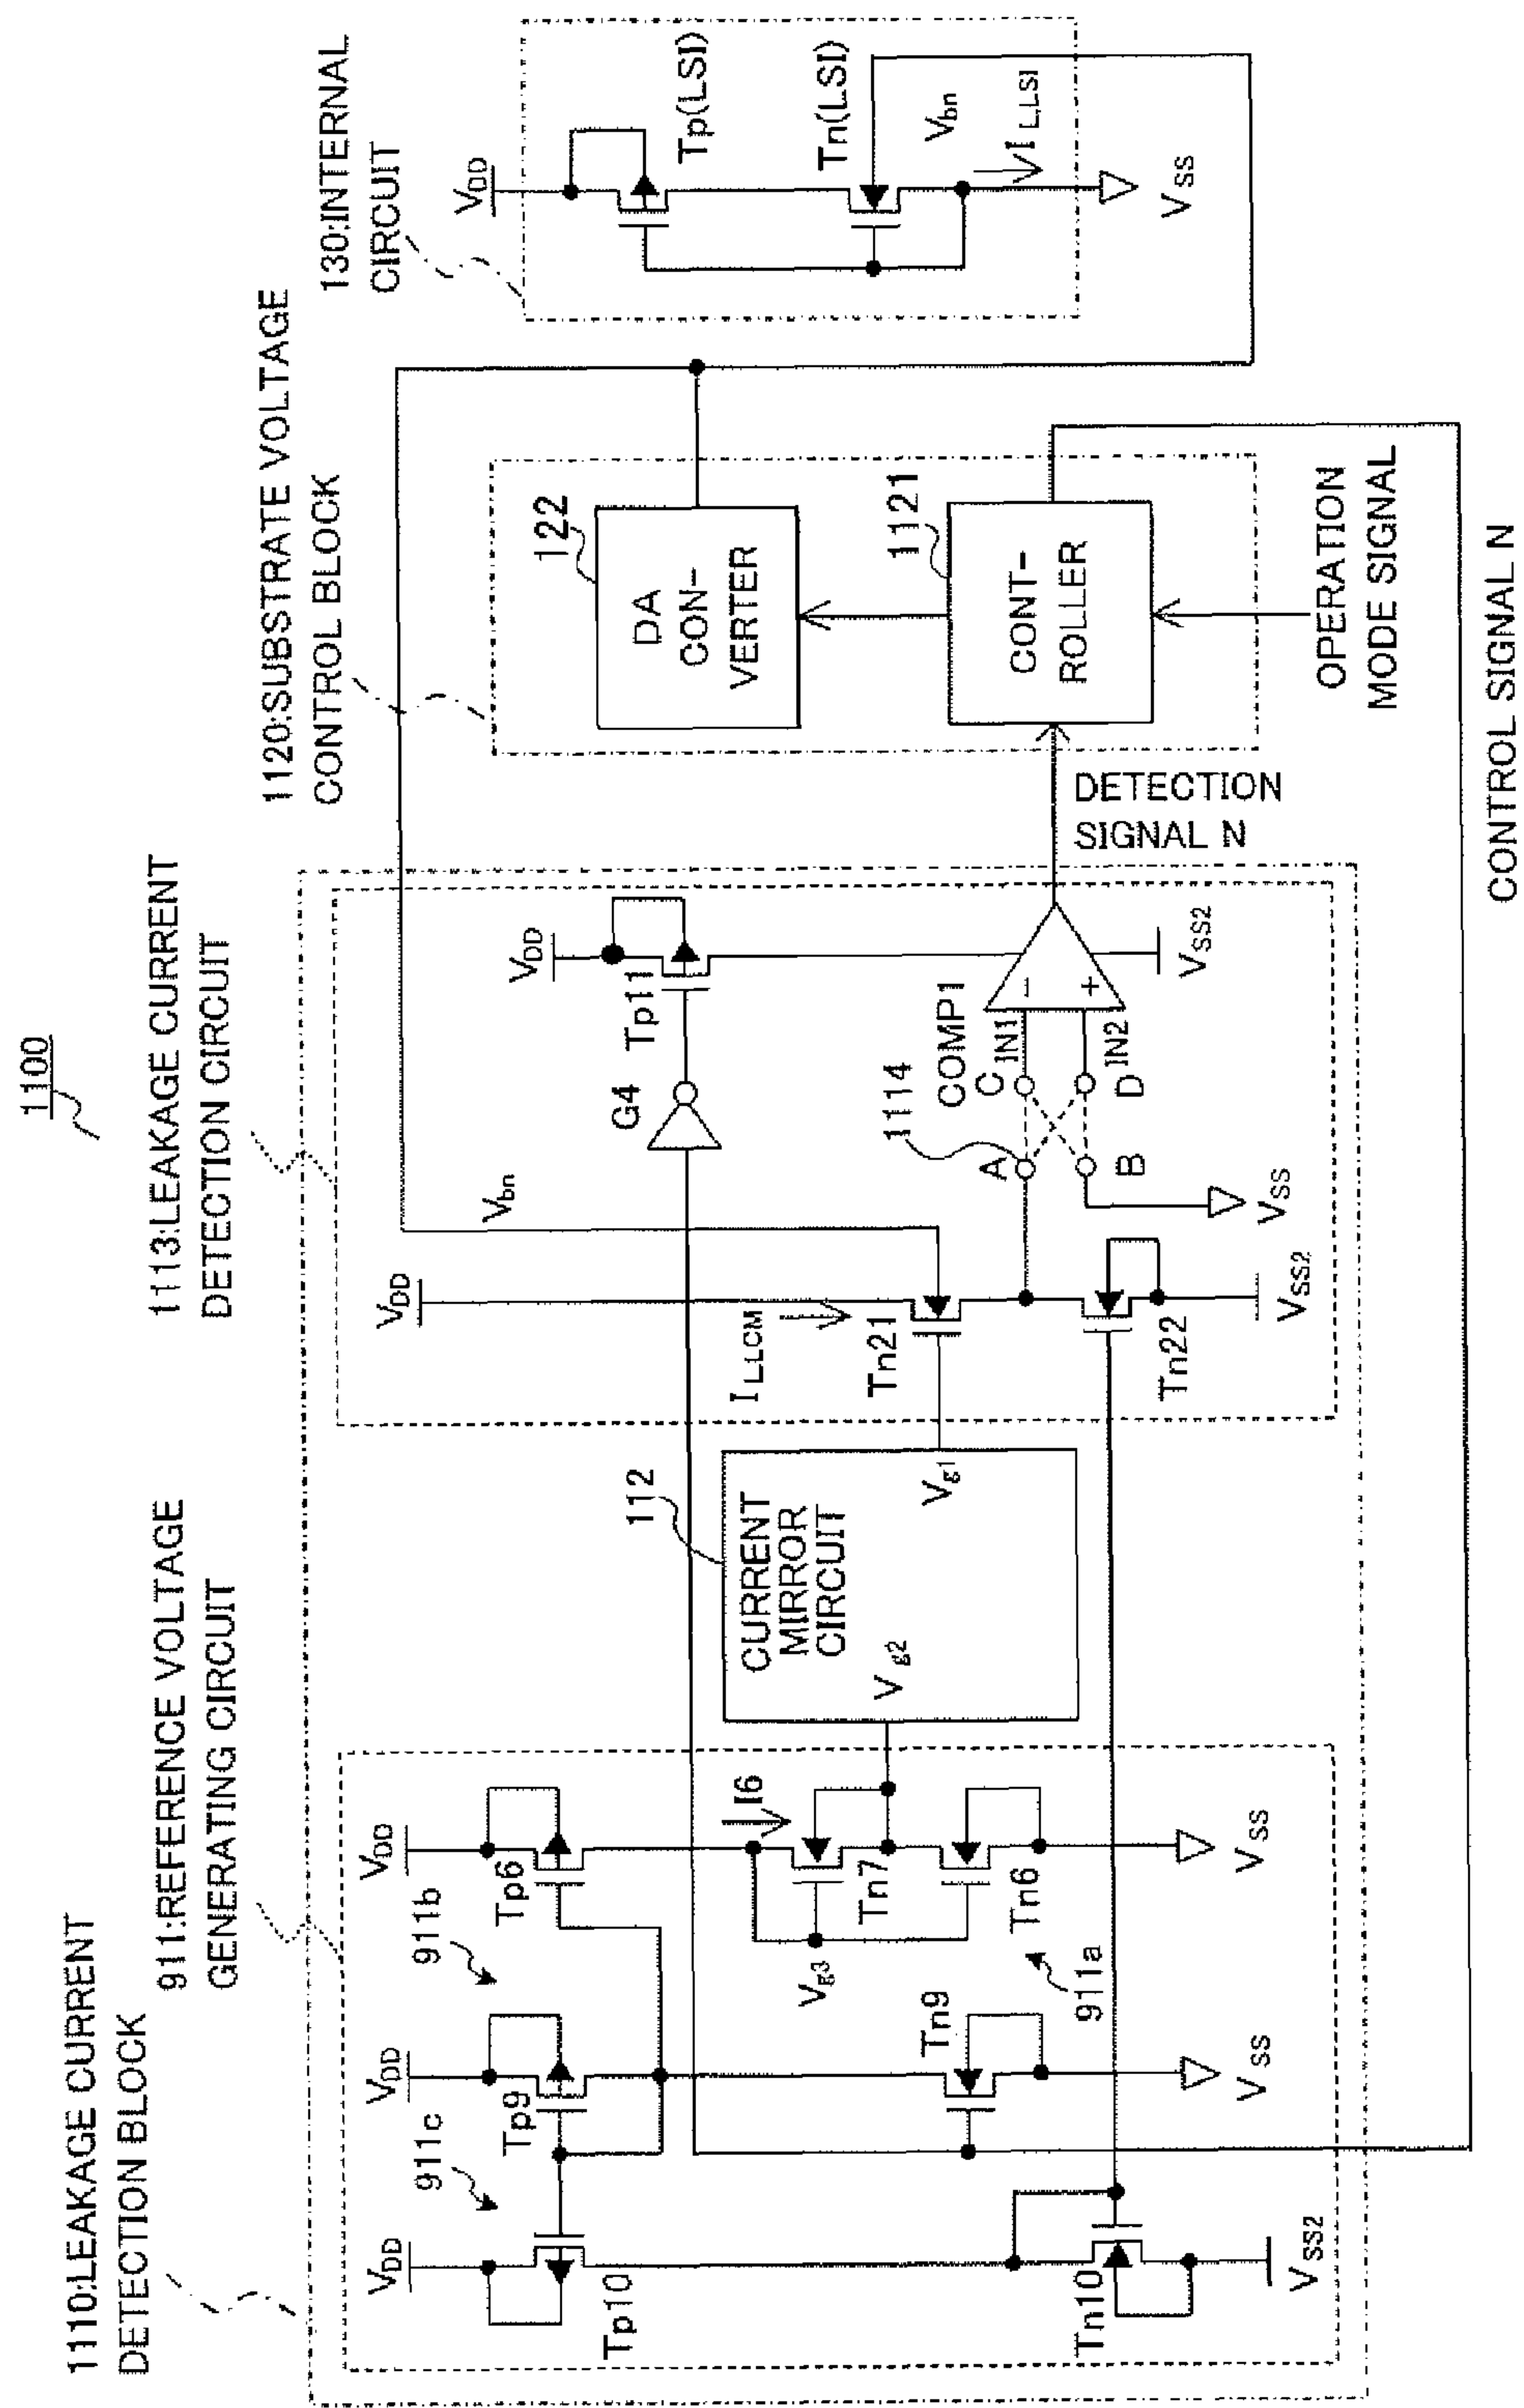 1100
1110:LEAKAGE CURRENT
DETECTION BLOCK
911:REFERENCE VOLTAGE
GENERATING CIRCUIT
1113:LEAKAGE CURRENT
DETECTION CIRCUIT
1120:SUBSTRATE VOLTAGE
CONTROL BLOCK
130:INTERNAL
CIRCUIT
911c
911b
911a
VDD
VDD
VDD
Tp10
Tp9
Tp6
I6
Vg3
Tn7
Tn6
Tn9
Tn10
VSS2
VSS
VSS
Vg2
112
CURRENT
MIRROR
CIRCUIT
Vg1
VDD
Vbn
ILLCM
Tn21
Tn22
VSS2
G4
VDD
Tp11
1114
A
B
C
D
VSS
COMP1
IN1
IN2
−
+
VSS2
DETECTION
SIGNAL N
122
DA
CON-
VERTER
1121
CONT-
ROLLER
OPERATION
MODE SIGNAL
CONTROL SIGNAL N
VDD
Tp(LSI)
Tn(LSI)
Vbn
IL,LSI
VSS